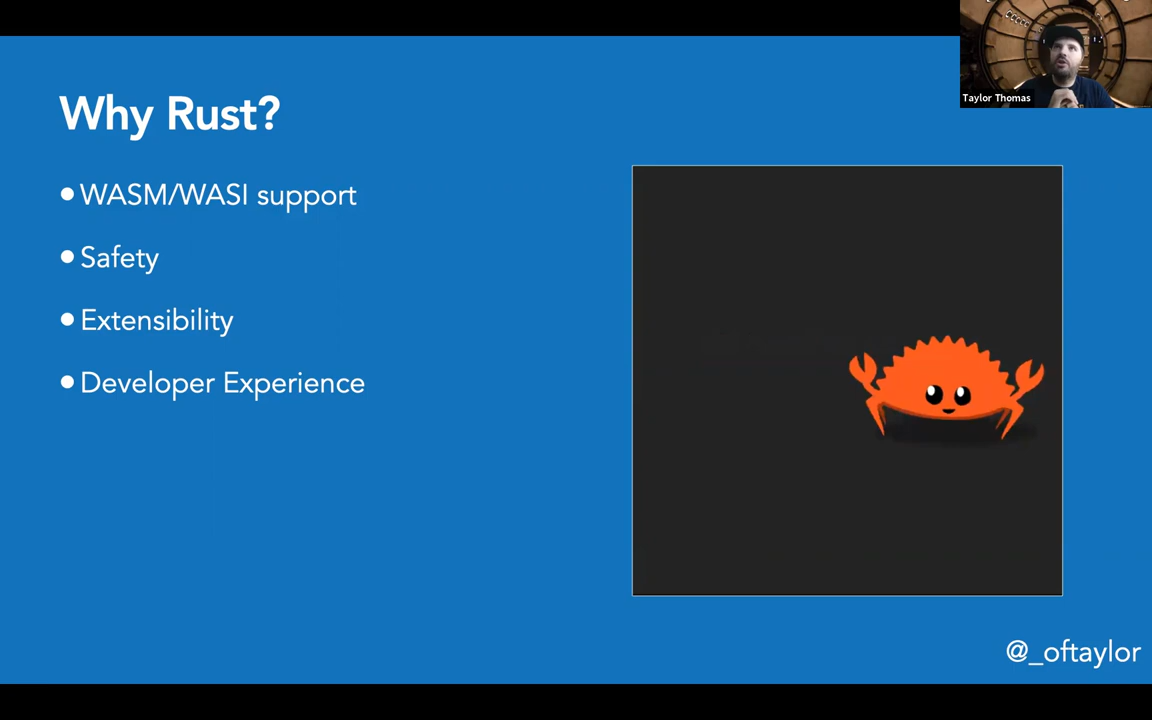 Taylor Thomas
Why Rust?
• WASM/WASI support
• Safety
• Extensibility
• Developer Experience
@_oftaylor